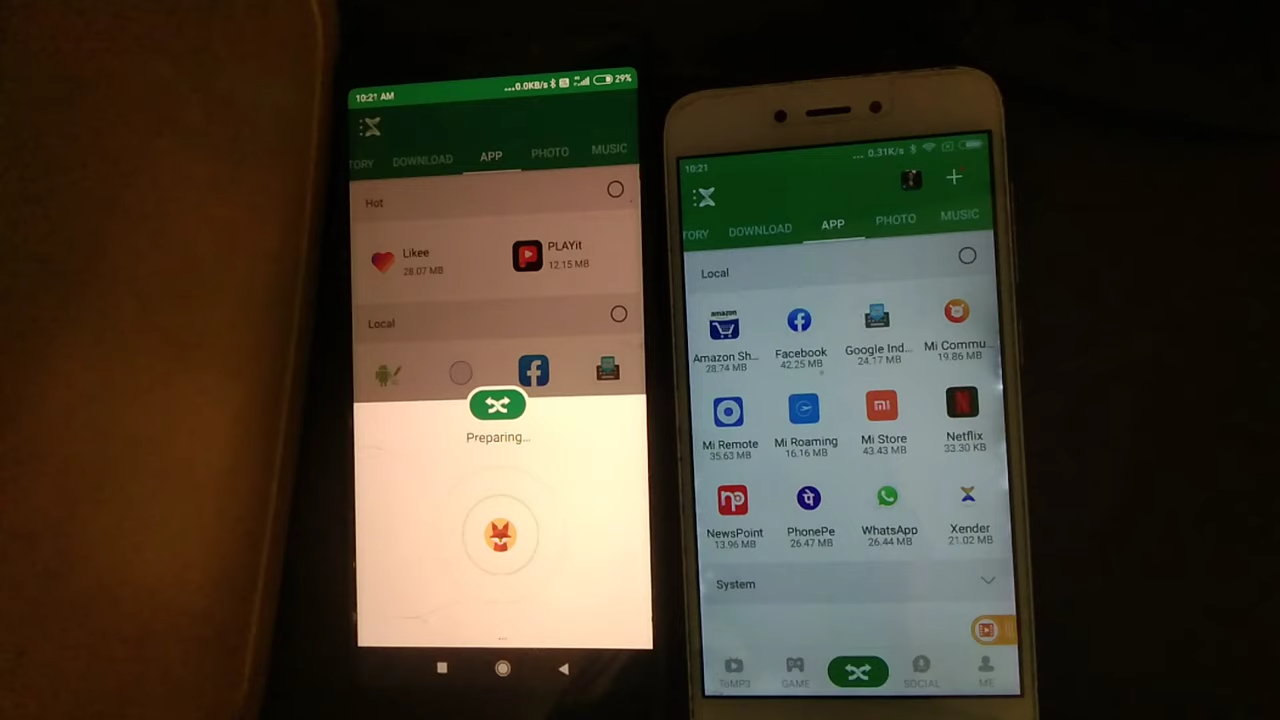 10:21 AM
...0.0KB/s 29%
TORY DOWNLOAD APP PHOTO MUSIC
Hot
Likee
28.07 MB
PLAYit
12.15 MB
Local
Preparing...
10:21
... 0.31K/s
TORY DOWNLOAD APP PHOTO MUSIC
Local
amazon
Amazon Sh...
28.74 MB
Facebook
42.25 MB
Google Ind...
24.17 MB
Mi Commu...
19.86 MB
Mi Remote
35.63 MB
Mi Roaming
16.16 MB
mi
Mi Store
43.43 MB
N
Netflix
33.30 KB
np
NewsPoint
13.96 MB
पे
PhonePe
26.47 MB
WhatsApp
26.44 MB
Xender
21.02 MB
System
ToMP3 GAME SOCIAL ME